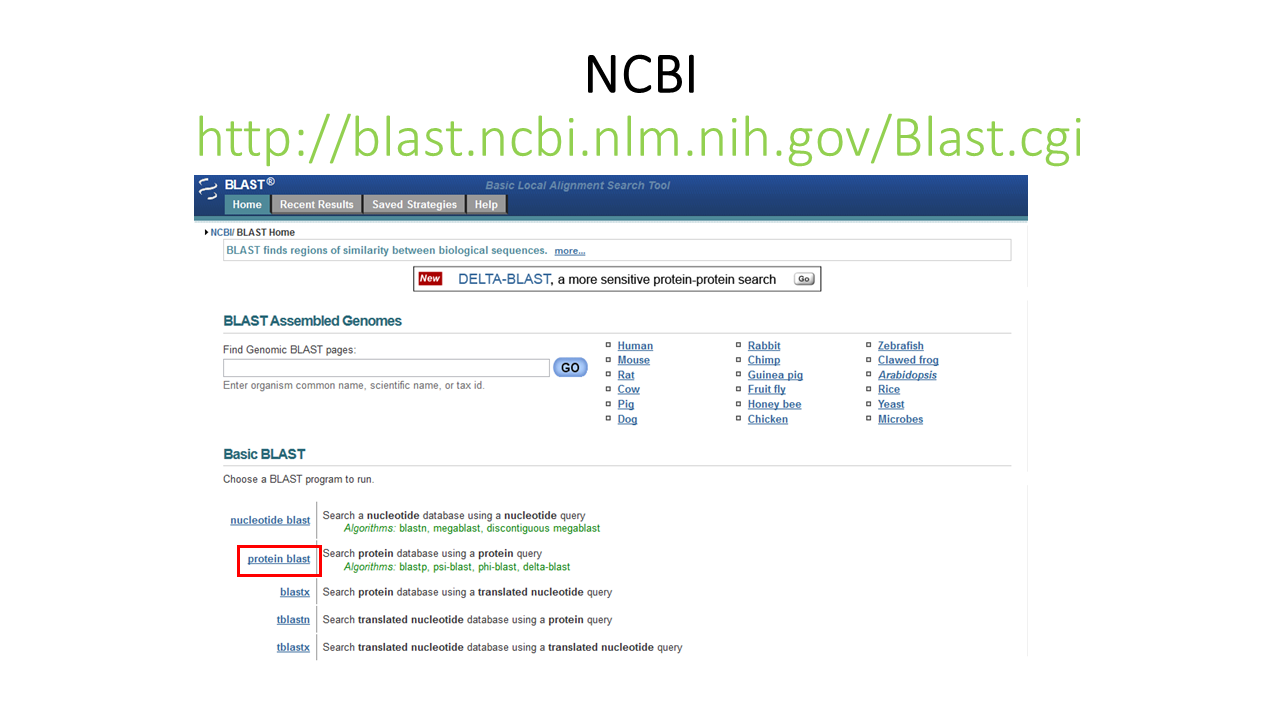 NCBI
http://blast.ncbi.nlm.nih.gov/Blast.cgi
BLAST® Basic Local Alignment Search Tool
Home Recent Results Saved Strategies Help
NCBI/ BLAST Home
BLAST finds regions of similarity between biological sequences. more...
New DELTA-BLAST, a more sensitive protein-protein search Go
BLAST Assembled Genomes
Find Genomic BLAST pages:
GO
Enter organism common name, scientific name, or tax id.
Human
Mouse
Rat
Cow
Pig
Dog
Rabbit
Chimp
Guinea pig
Fruit fly
Honey bee
Chicken
Zebrafish
Clawed frog
Arabidopsis
Rice
Yeast
Microbes
Basic BLAST
Choose a BLAST program to run.
nucleotide blast Search a nucleotide database using a nucleotide query
Algorithms: blastn, megablast, discontiguous megablast
protein blast Search protein database using a protein query
Algorithms: blastp, psi-blast, phi-blast, delta-blast
blastx Search protein database using a translated nucleotide query
tblastn Search translated nucleotide database using a protein query
tblastx Search translated nucleotide database using a translated nucleotide query